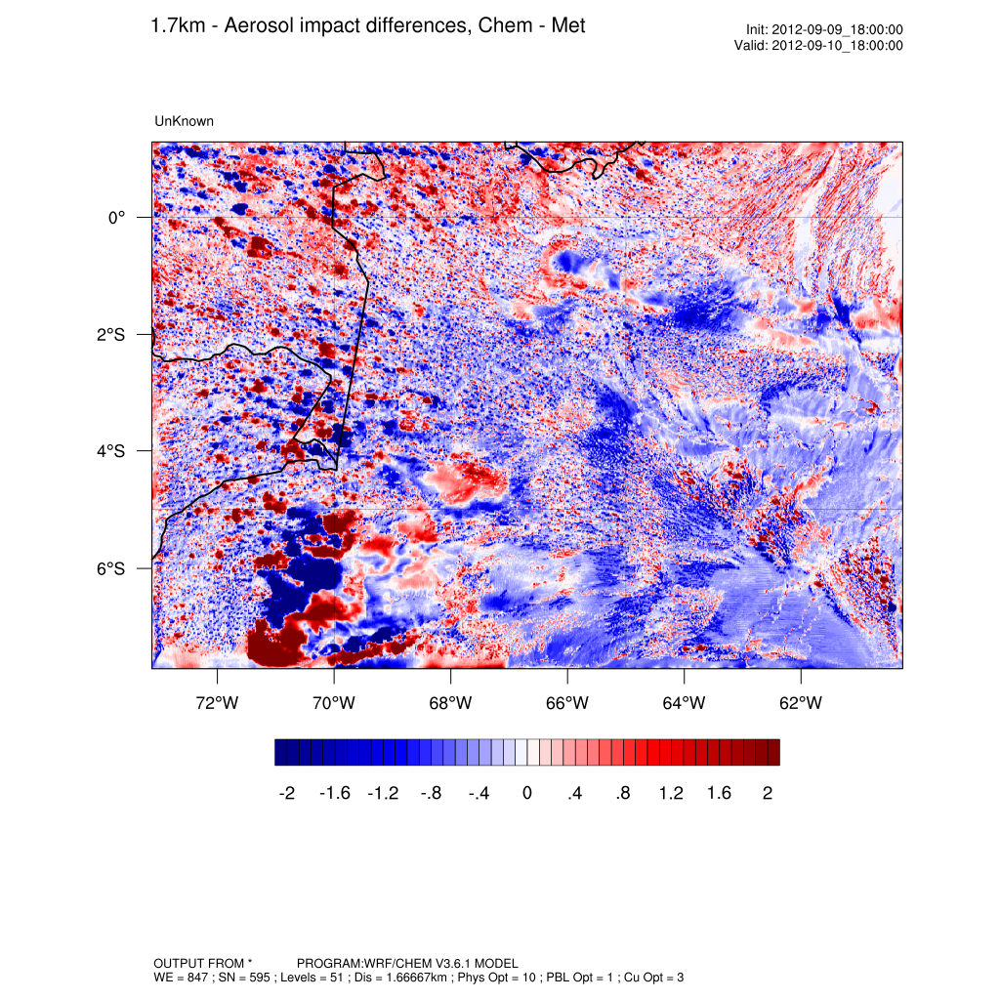 1.7km - Aerosol impact differences, Chem - Met
Init: 2012-09-09_18:00:00
Valid: 2012-09-10_18:00:00
UnKnown
0°
2°S
4°S
6°S
72°W 70°W 68°W 66°W 64°W 62°W
-2 -1.6 -1.2 -.8 -.4 0 .4 .8 1.2 1.6 2
OUTPUT FROM * PROGRAM:WRF/CHEM V3.6.1 MODEL
WE = 847 ; SN = 595 ; Levels = 51 ; Dis = 1.66667km ; Phys Opt = 10 ; PBL Opt = 1 ; Cu Opt = 3